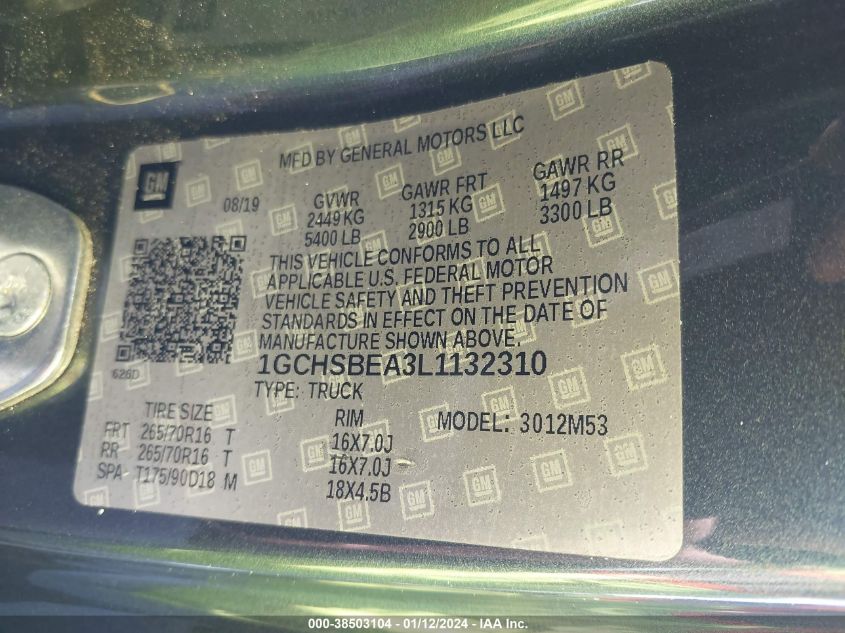 MFD BY GENERAL MOTORS LLC
GM
08/19
GVWR GAWR FRT GAWR RR
2449 KG 1315 KG 1497 KG
5400 LB 2900 LB 3300 LB
THIS VEHICLE CONFORMS TO ALL
APPLICABLE U.S. FEDERAL MOTOR
VEHICLE SAFETY AND THEFT PREVENTION
STANDARDS IN EFFECT ON THE DATE OF
MANUFACTURE SHOWN ABOVE.
626D
1GCHSBEA3L1132310
TYPE: TRUCK
TIRE SIZE RIM MODEL: 3012M53
FRT 265/70R16 T 16X7.0J
RR 265/70R16 T 16X7.0J
SPA T175/90D18 M 18X4.5B
000-38503104 - 01/12/2024 - IAA Inc.